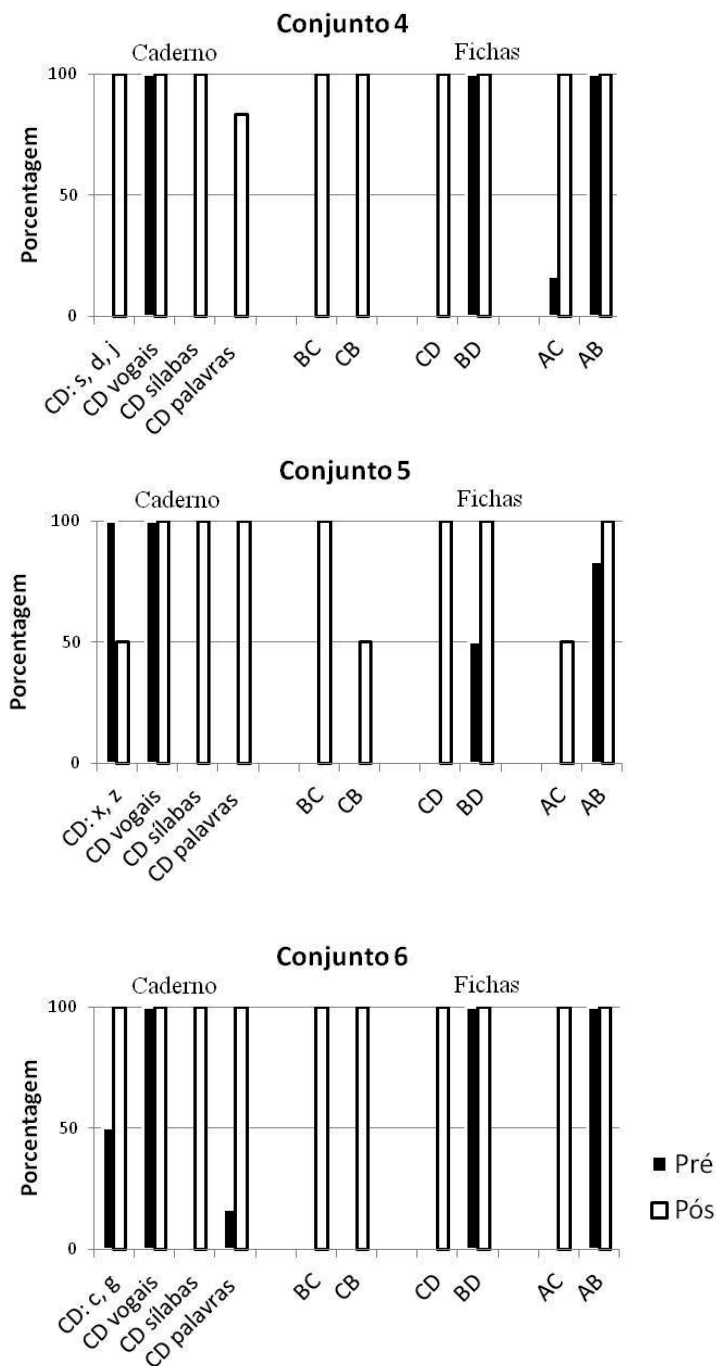 Conjunto 4
Caderno Fichas
Porcentagem
100
50
0
CD: s, d, j
CD vogais
CD sílabas
CD palavras
BC
CB
CD
BD
AC
AB
Conjunto 5
Caderno Fichas
Porcentagem
100
50
0
CD: x, z
CD vogais
CD sílabas
CD palavras
BC
CB
CD
BD
AC
AB
Conjunto 6
Caderno Fichas
Porcentagem
100
50
0
CD: c, g
CD vogais
CD sílabas
CD palavras
BC
CB
CD
BD
AC
AB
Pré
Pós